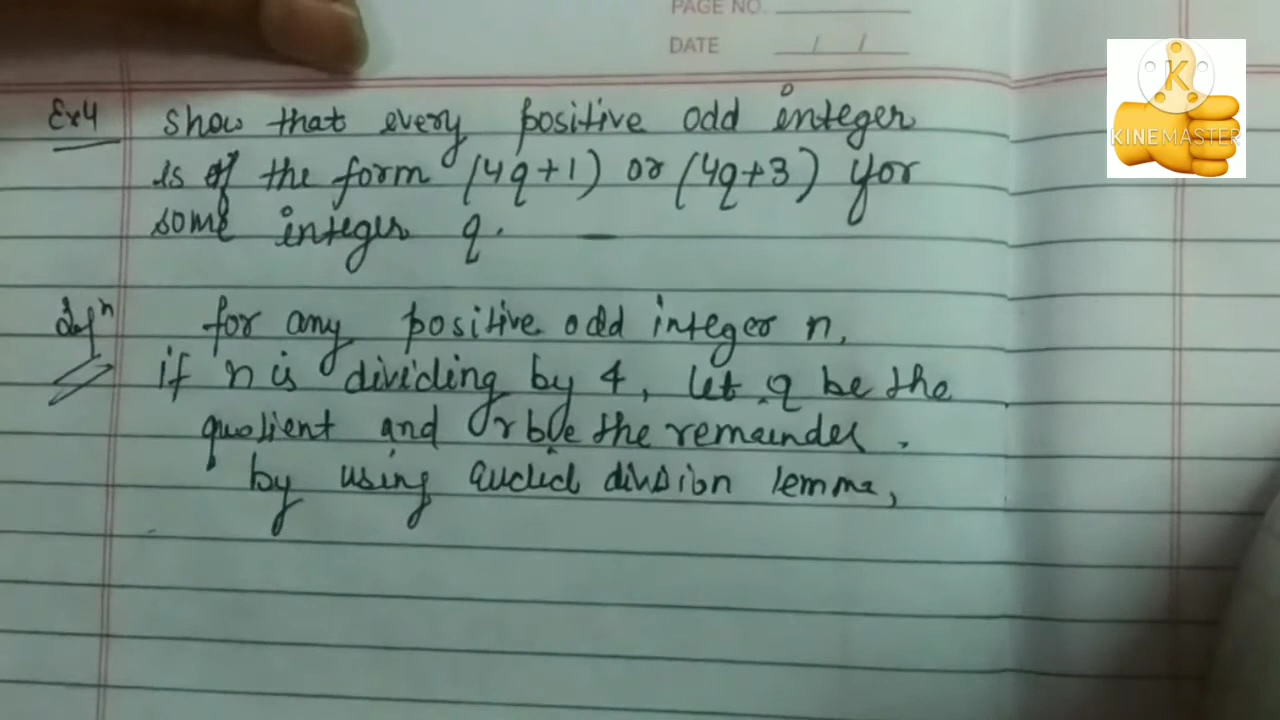 PAGE NO.
DATE / /
KINEMASTER
Ex4 show that every positive odd integer
is of the form (4q+1) or (4q+3) for
some integer q.
Solⁿ for any positive odd integer n,
if n is dividing by 4, let q be the
quotient and r be the remainder.
by using euclid division lemma,